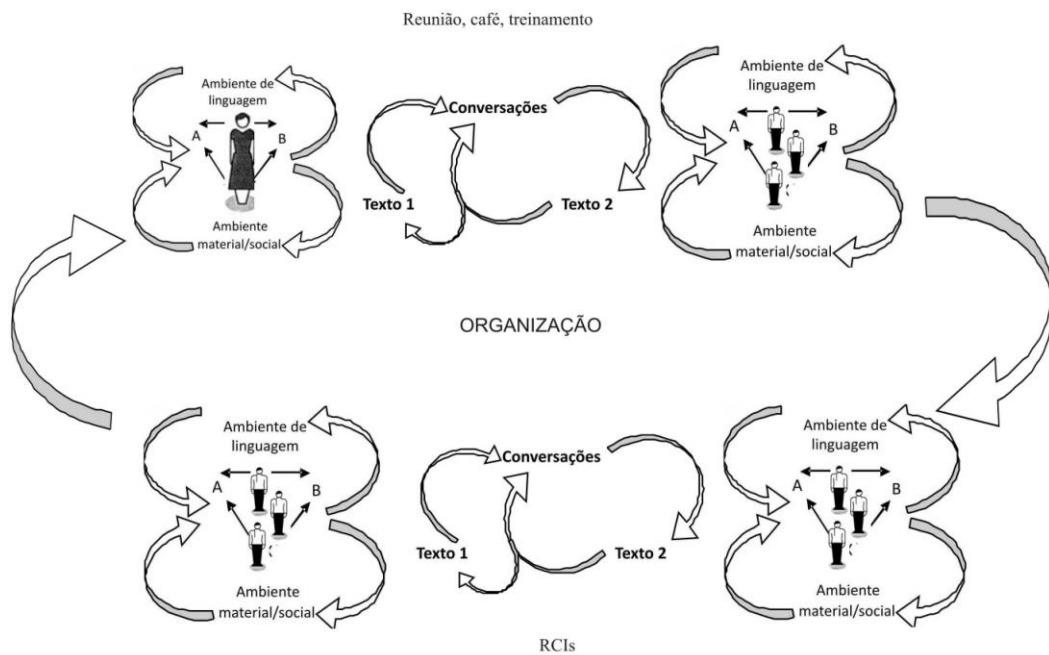 Reunião, café, treinamento
Ambiente de
linguagem
A
B
Ambiente
material/social
Conversações
Texto 1
Texto 2
Ambiente de
linguagem
A
B
Ambiente
material/social
ORGANIZAÇÃO
Ambiente de
linguagem
A
B
Ambiente
material/social
Conversações
Texto 1
Texto 2
Ambiente de
linguagem
A
B
Ambiente
material/social
RCIs